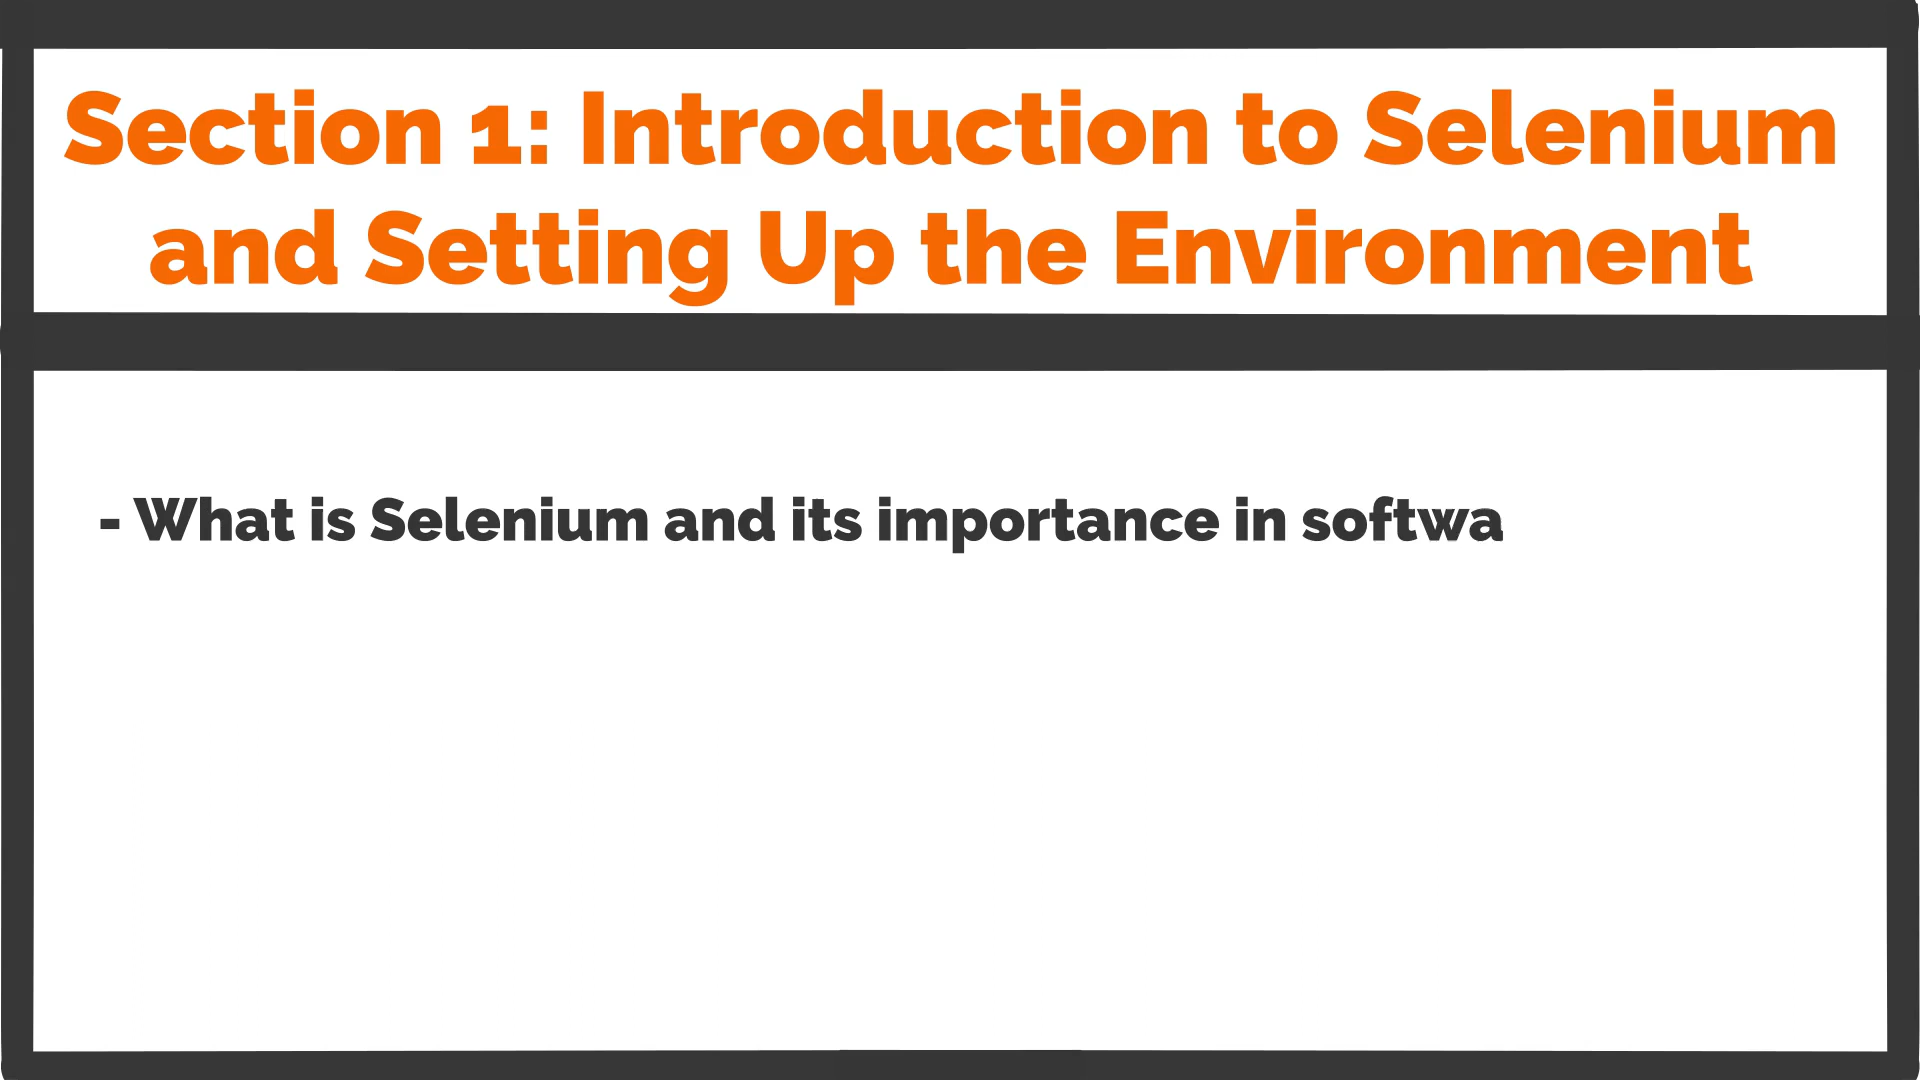 Section 1: Introduction to Selenium
and Setting Up the Environment
- What is Selenium and its importance in softwa